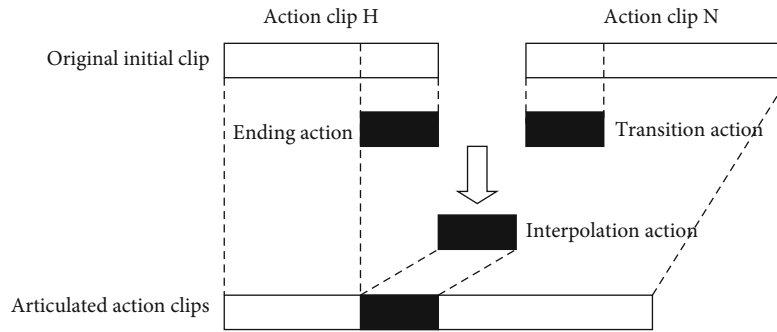 Action clip H
Action clip N
Original initial clip
Ending action
Transition action
Interpolation action
Articulated action clips